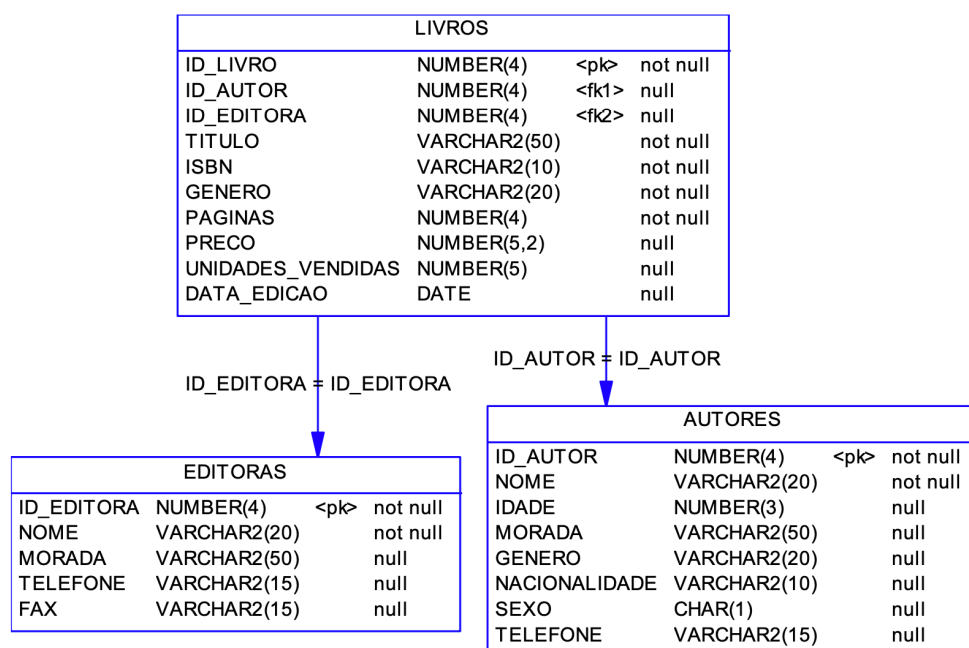 LIVROS
ID_LIVRO NUMBER(4) <pk> not null
ID_AUTOR NUMBER(4) <fk1> null
ID_EDITORA NUMBER(4) <fk2> null
TITULO VARCHAR2(50) not null
ISBN VARCHAR2(10) not null
GENERO VARCHAR2(20) not null
PAGINAS NUMBER(4) not null
PRECO NUMBER(5,2) null
UNIDADES_VENDIDAS NUMBER(5) null
DATA_EDICAO DATE null
ID_AUTOR = ID_AUTOR
ID_EDITORA = ID_EDITORA
EDITORAS
ID_EDITORA NUMBER(4) <pk> not null
NOME VARCHAR2(20) not null
MORADA VARCHAR2(50) null
TELEFONE VARCHAR2(15) null
FAX VARCHAR2(15) null
AUTORES
ID_AUTOR NUMBER(4) <pk> not null
NOME VARCHAR2(20) not null
IDADE NUMBER(3) null
MORADA VARCHAR2(50) null
GENERO VARCHAR2(20) null
NACIONALIDADE VARCHAR2(10) null
SEXO CHAR(1) null
TELEFONE VARCHAR2(15) null